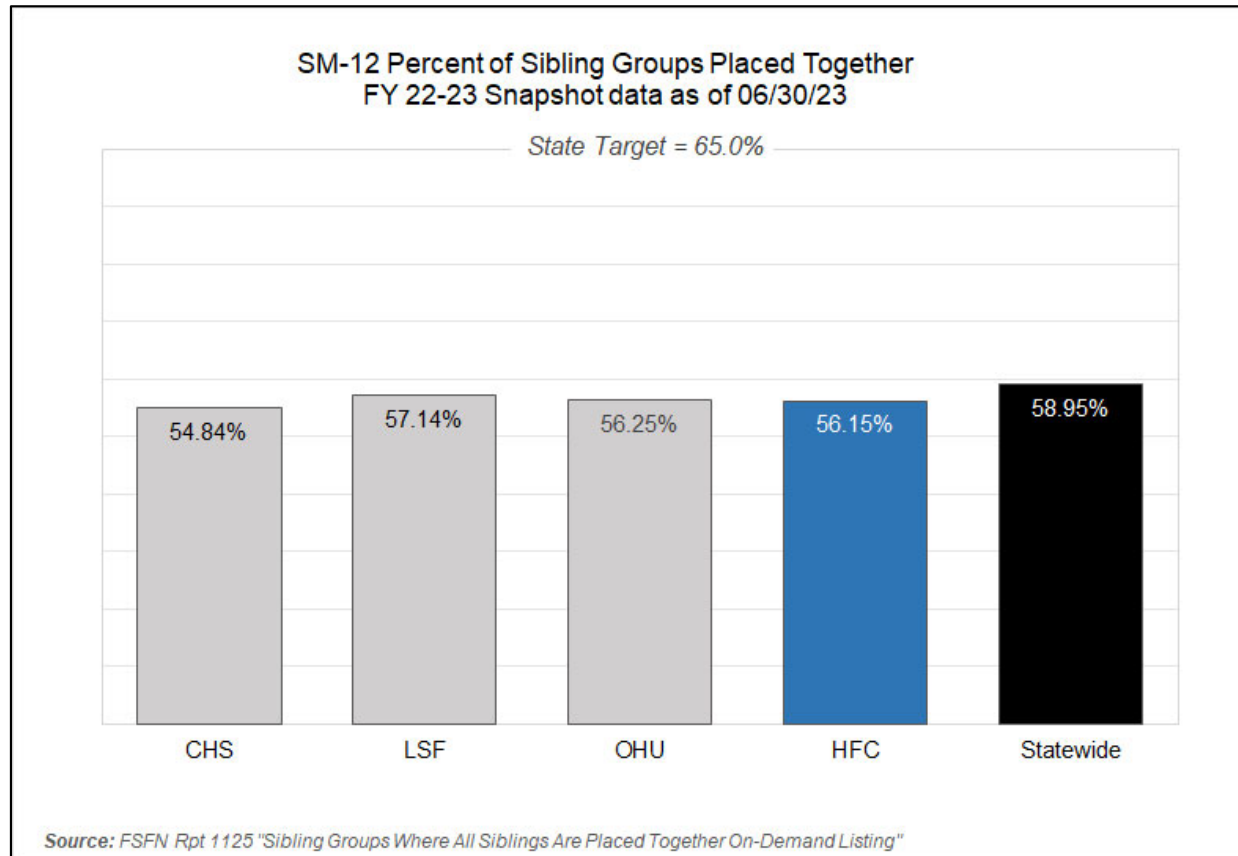 SM-12 Percent of Sibling Groups Placed Together
FY 22-23 Snapshot data as of 06/30/23
State Target = 65.0%
54.84%
57.14%
56.25%
56.15%
58.95%
CHS
LSF
OHU
HFC
Statewide
Source: FSFN Rpt 1125 "Sibling Groups Where All Siblings Are Placed Together On-Demand Listing"